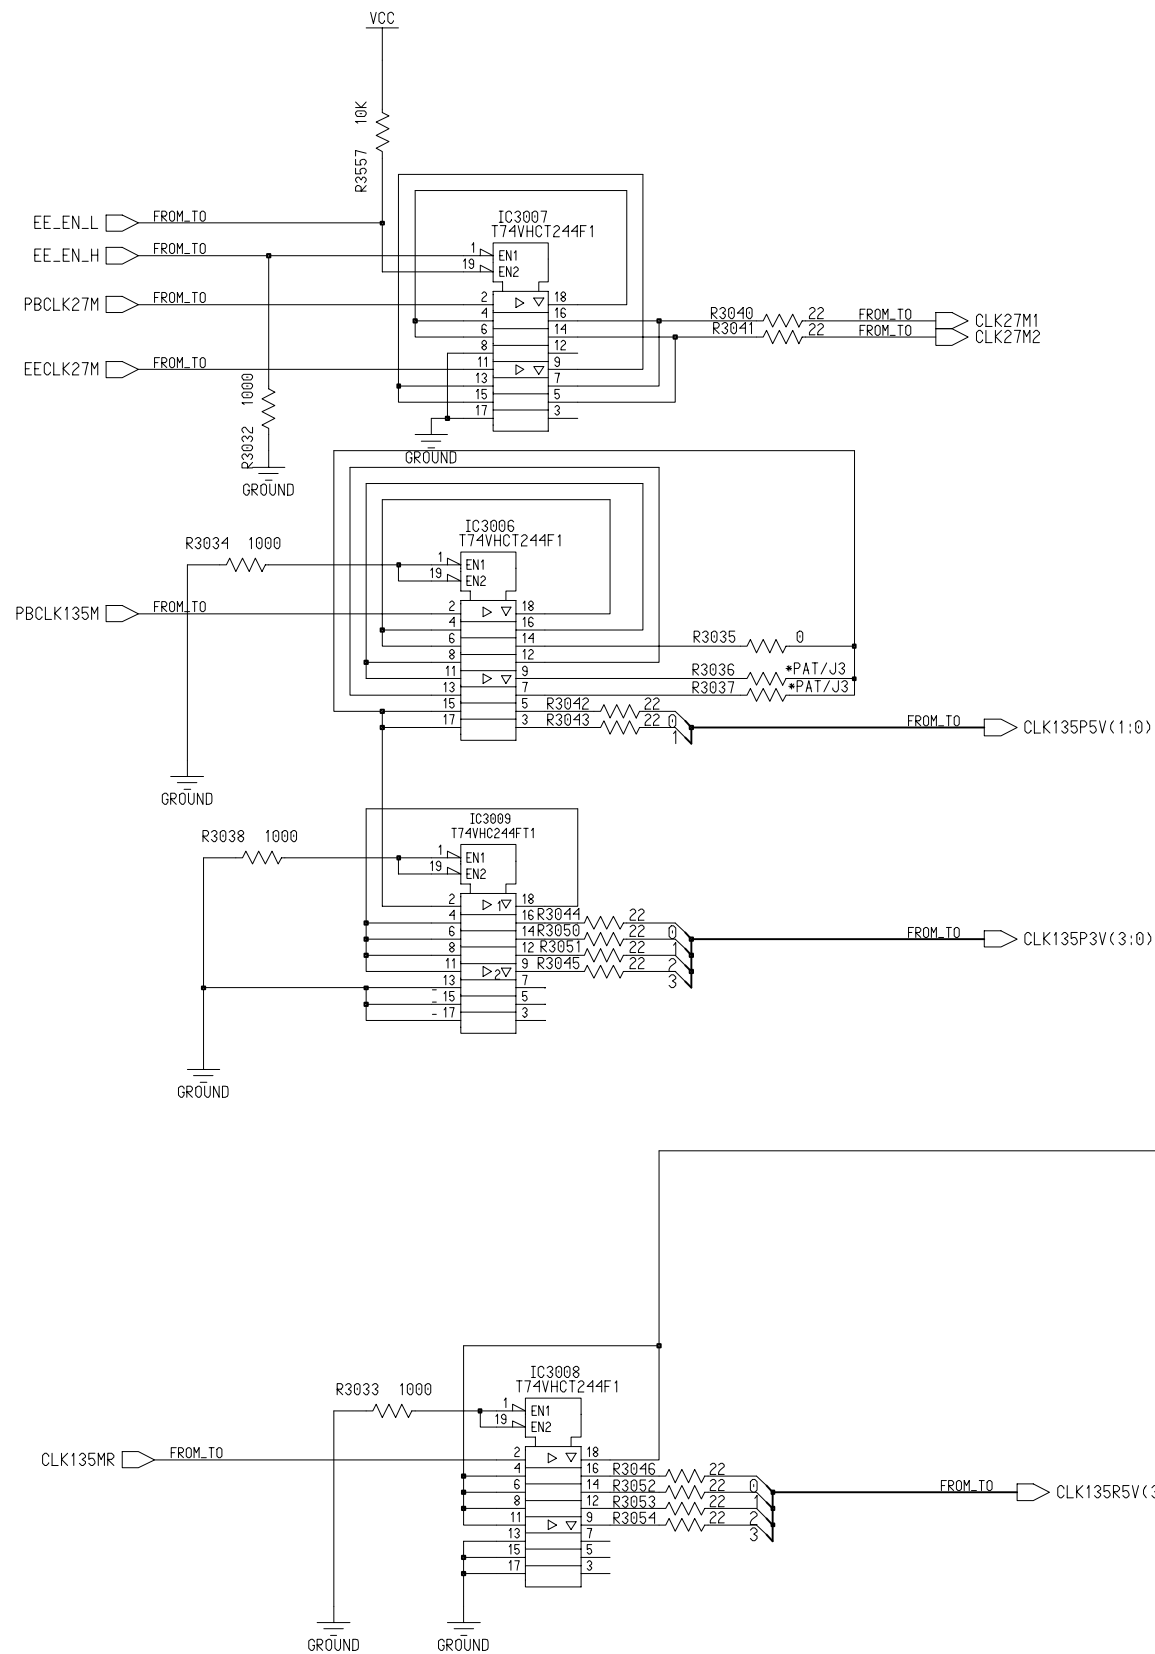 VCC
10K
R3557
EE_EN_L FROM_TO
IC3007
T74VHCT244F1
EE_EN_H FROM_TO 1 EN1
19 EN2
PBCLK27M FROM_TO 2 18
4 16 R3040 22 FROM_TO CLK27M1
6 14 R3041 22 FROM_TO CLK27M2
8 12
EECLK27M FROM_TO 11 9
13 7
15 5
17 3
1000
R3032
GROUND
GROUND
IC3006
T74VHCT244F1
R3034 1000
1 EN1
19 EN2
PBCLK135M FROM_TO 2 18
4 16
6 14 R3035 0
8 12
11 9 R3036 *PAT/J3
13 7 R3037 *PAT/J3
15 5 R3042 22
17 3 R3043 22 0 FROM_TO CLK135P5V(1:0)
1
GROUND
IC3009
T74VHC244FT1
R3038 1000
1 EN1
19 EN2
2 1 18
4 16 R3044 22
6 14 R3050 22 0 FROM_TO CLK135P3V(3:0)
8 12 R3051 22 1
11 2 9 R3045 22 2
13 7 3
- 15 5
- 17 3
GROUND
IC3008
T74VHCT244F1
R3033 1000
1 EN1
19 EN2
CLK135MR FROM_TO 2 18
4 16 R3046 22
6 14 R3052 22 0 FROM_TO CLK135R5V(3
8 12 R3053 22 1
11 9 R3054 22 2
13 7 3
15 5
17 3
GROUND GROUND